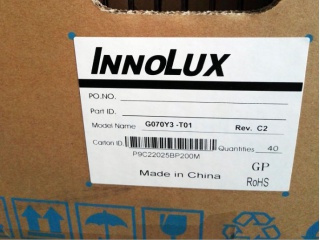 INNOLUX
PO.NO.
Part ID.
Model Name G070Y3-T01 Rev. C2
Carton ID. Quantities 40
P9C22025BP200M
GP
Made in China RoHS